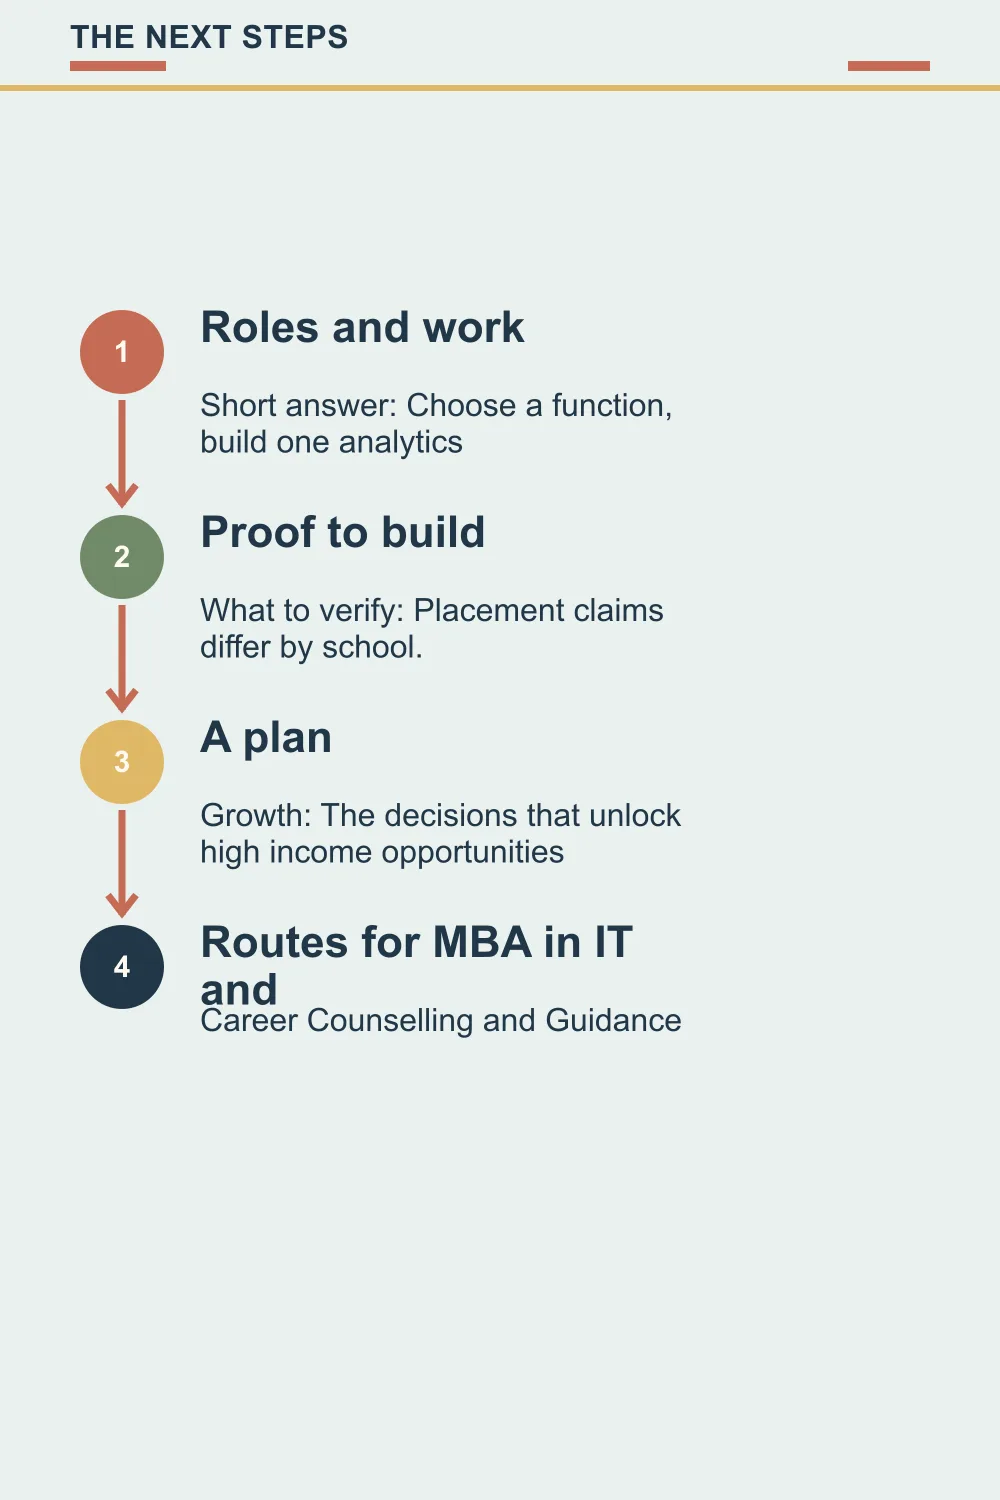 THE NEXT STEPS
1
Roles and work
Short answer: Choose a function,
build one analytics
2
Proof to build
What to verify: Placement claims
differ by school.
3
A plan
Growth: The decisions that unlock
high income opportunities
4
Routes for MBA in IT
and
Career Counselling and Guidance